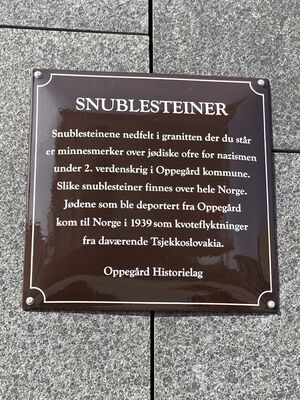 SNUBLESTEINER
Snublesteinene nedfelt i granitten der du står
er minnesmerker over jødiske ofre for nazismen
under 2. verdenskrig i Oppegård kommune.
Slike snublesteiner finnes over hele Norge.
Jødene som ble deportert fra Oppegård
kom til Norge i 1939 som kvoteflyktninger
fra daværende Tsjekkoslovakia.
Oppegård Historielag